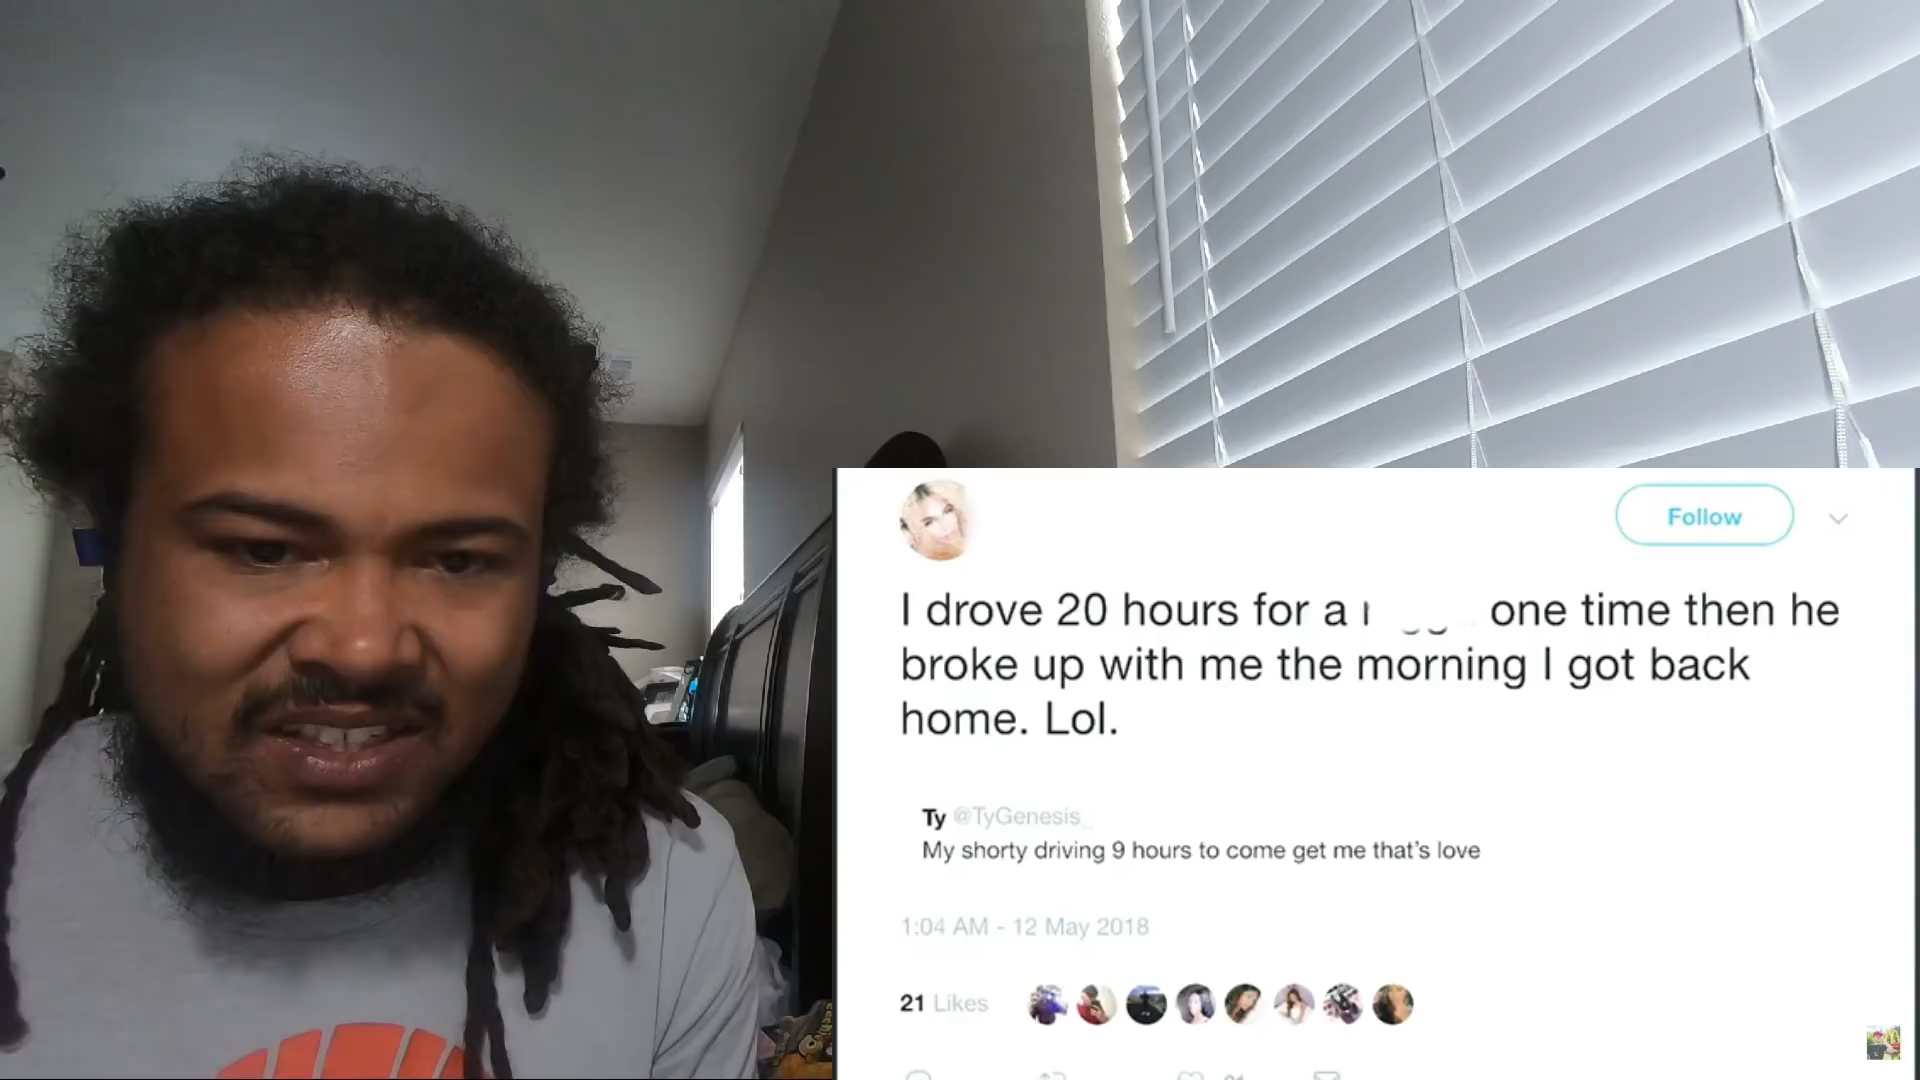 Follow
I drove 20 hours for a one time then he
broke up with me the morning I got back
home. Lol.
Ty @TyGenesis_
My shorty driving 9 hours to come get me that's love
1:04 AM - 12 May 2018
21 Likes